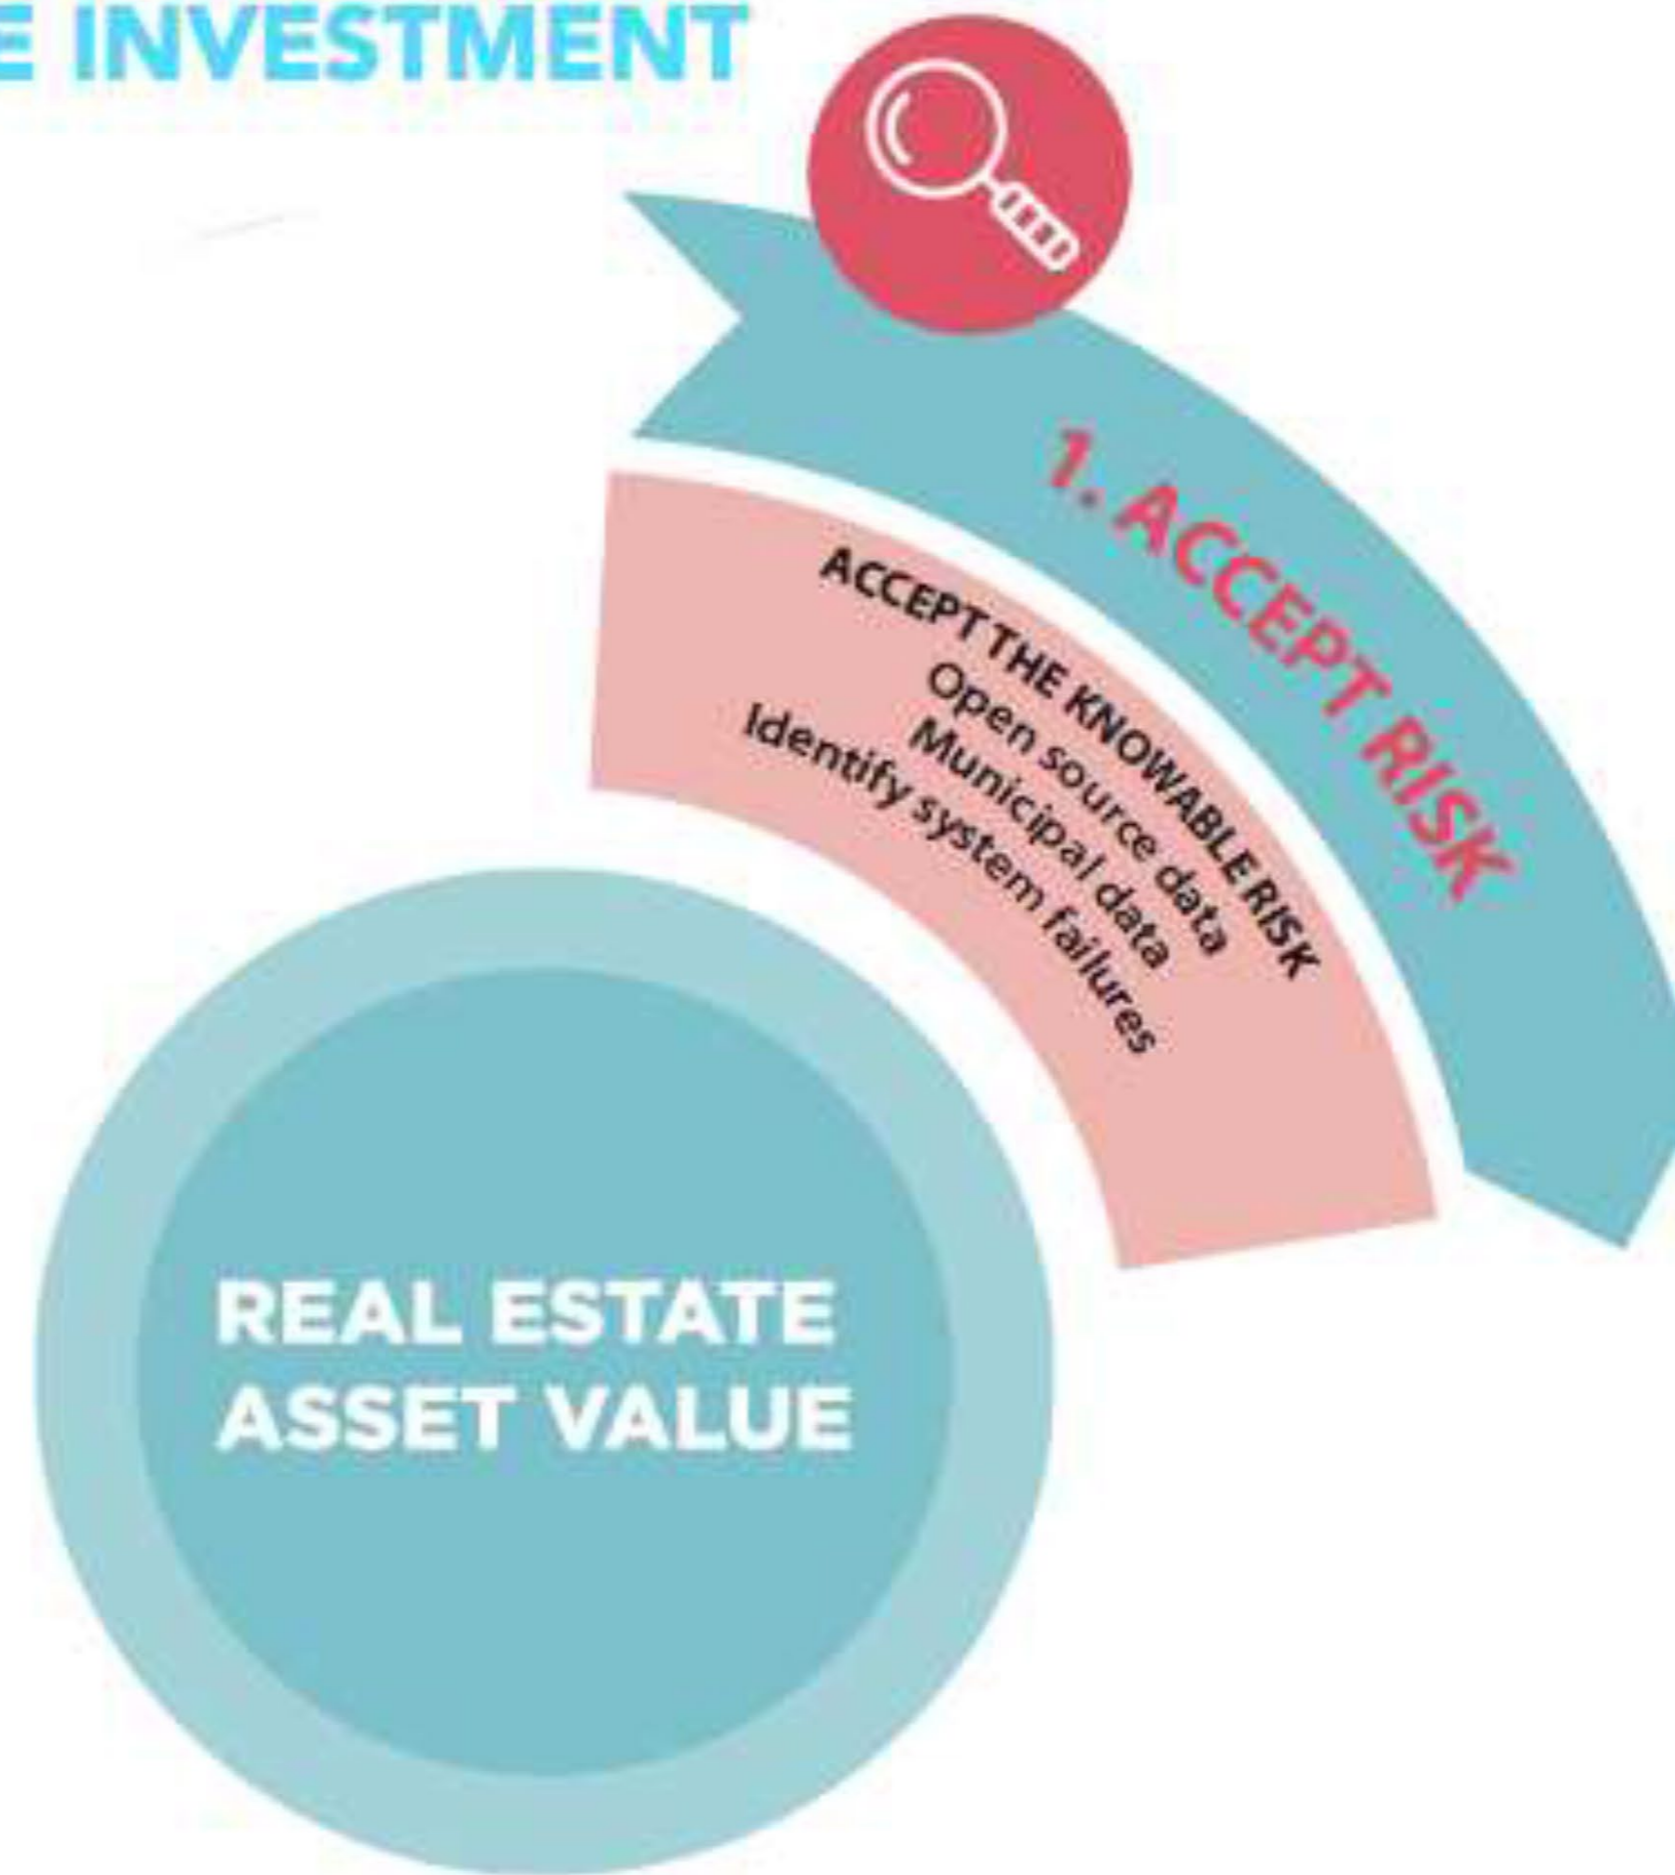 E INVESTMENT
1. ACCEPT RISK
ACCEPT THE KNOWABLE RISK
Open source data
Municipal data
Identify system failures
REAL ESTATE
ASSET VALUE